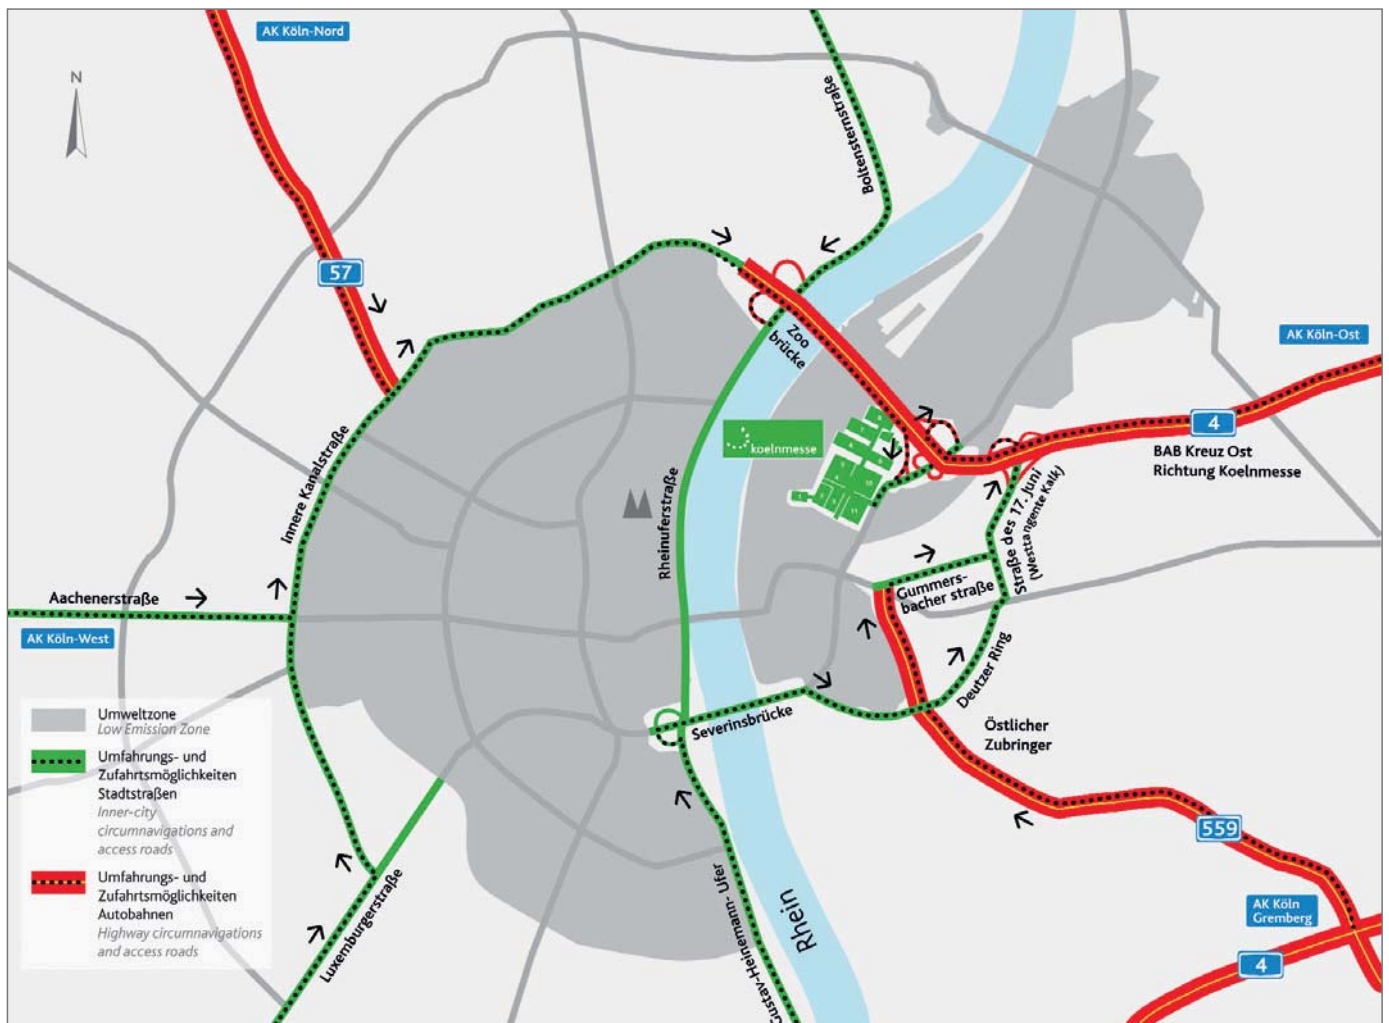 AK Köln-Nord
N
57
Boltensternstraße
Zoo
brücke
AK Köln-Ost
4
BAB Kreuz Ost
Richtung Koelnmesse
koelnmesse
Innere Kanalstraße
Rheinuferstraße
Straße des 17. Juni
(Westtangente Kalk)
Gummers-
bacher straße
Aachenerstraße
AK Köln-West
Deutzer Ring
Severinsbrücke
Östlicher
Zubringer
559
AK Köln
Gremberg
4
Luxemburgerstraße
Gustav-Heinemann-Ufer
Rhein
Umweltzone
Low Emission Zone
Umfahrungs- und
Zufahrtsmöglichkeiten
Stadtstraßen
Inner-city
circumnavigations and
access roads
Umfahrungs- und
Zufahrtsmöglichkeiten
Autobahnen
Highway circumnavigations
and access roads